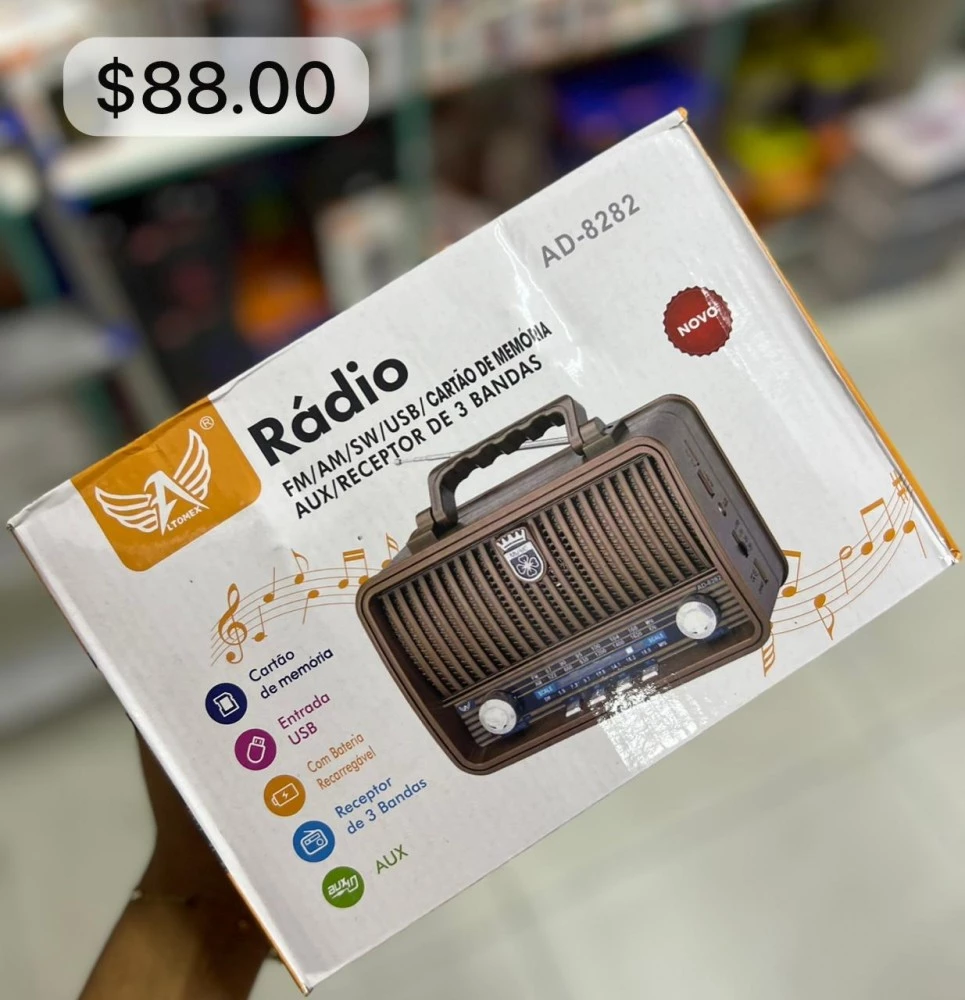 $88.00
AD-8282
NOVO
Rádio
FM/AM/SW/USB/CARTÃO DE MEMÓRIA
AUX/RECEPTOR DE 3 BANDAS
®
A
LTOMEX
Cartão
de memória
Entrada
USB
Com Bateria
Recarregável
Receptor
de 3 Bandas
AUX